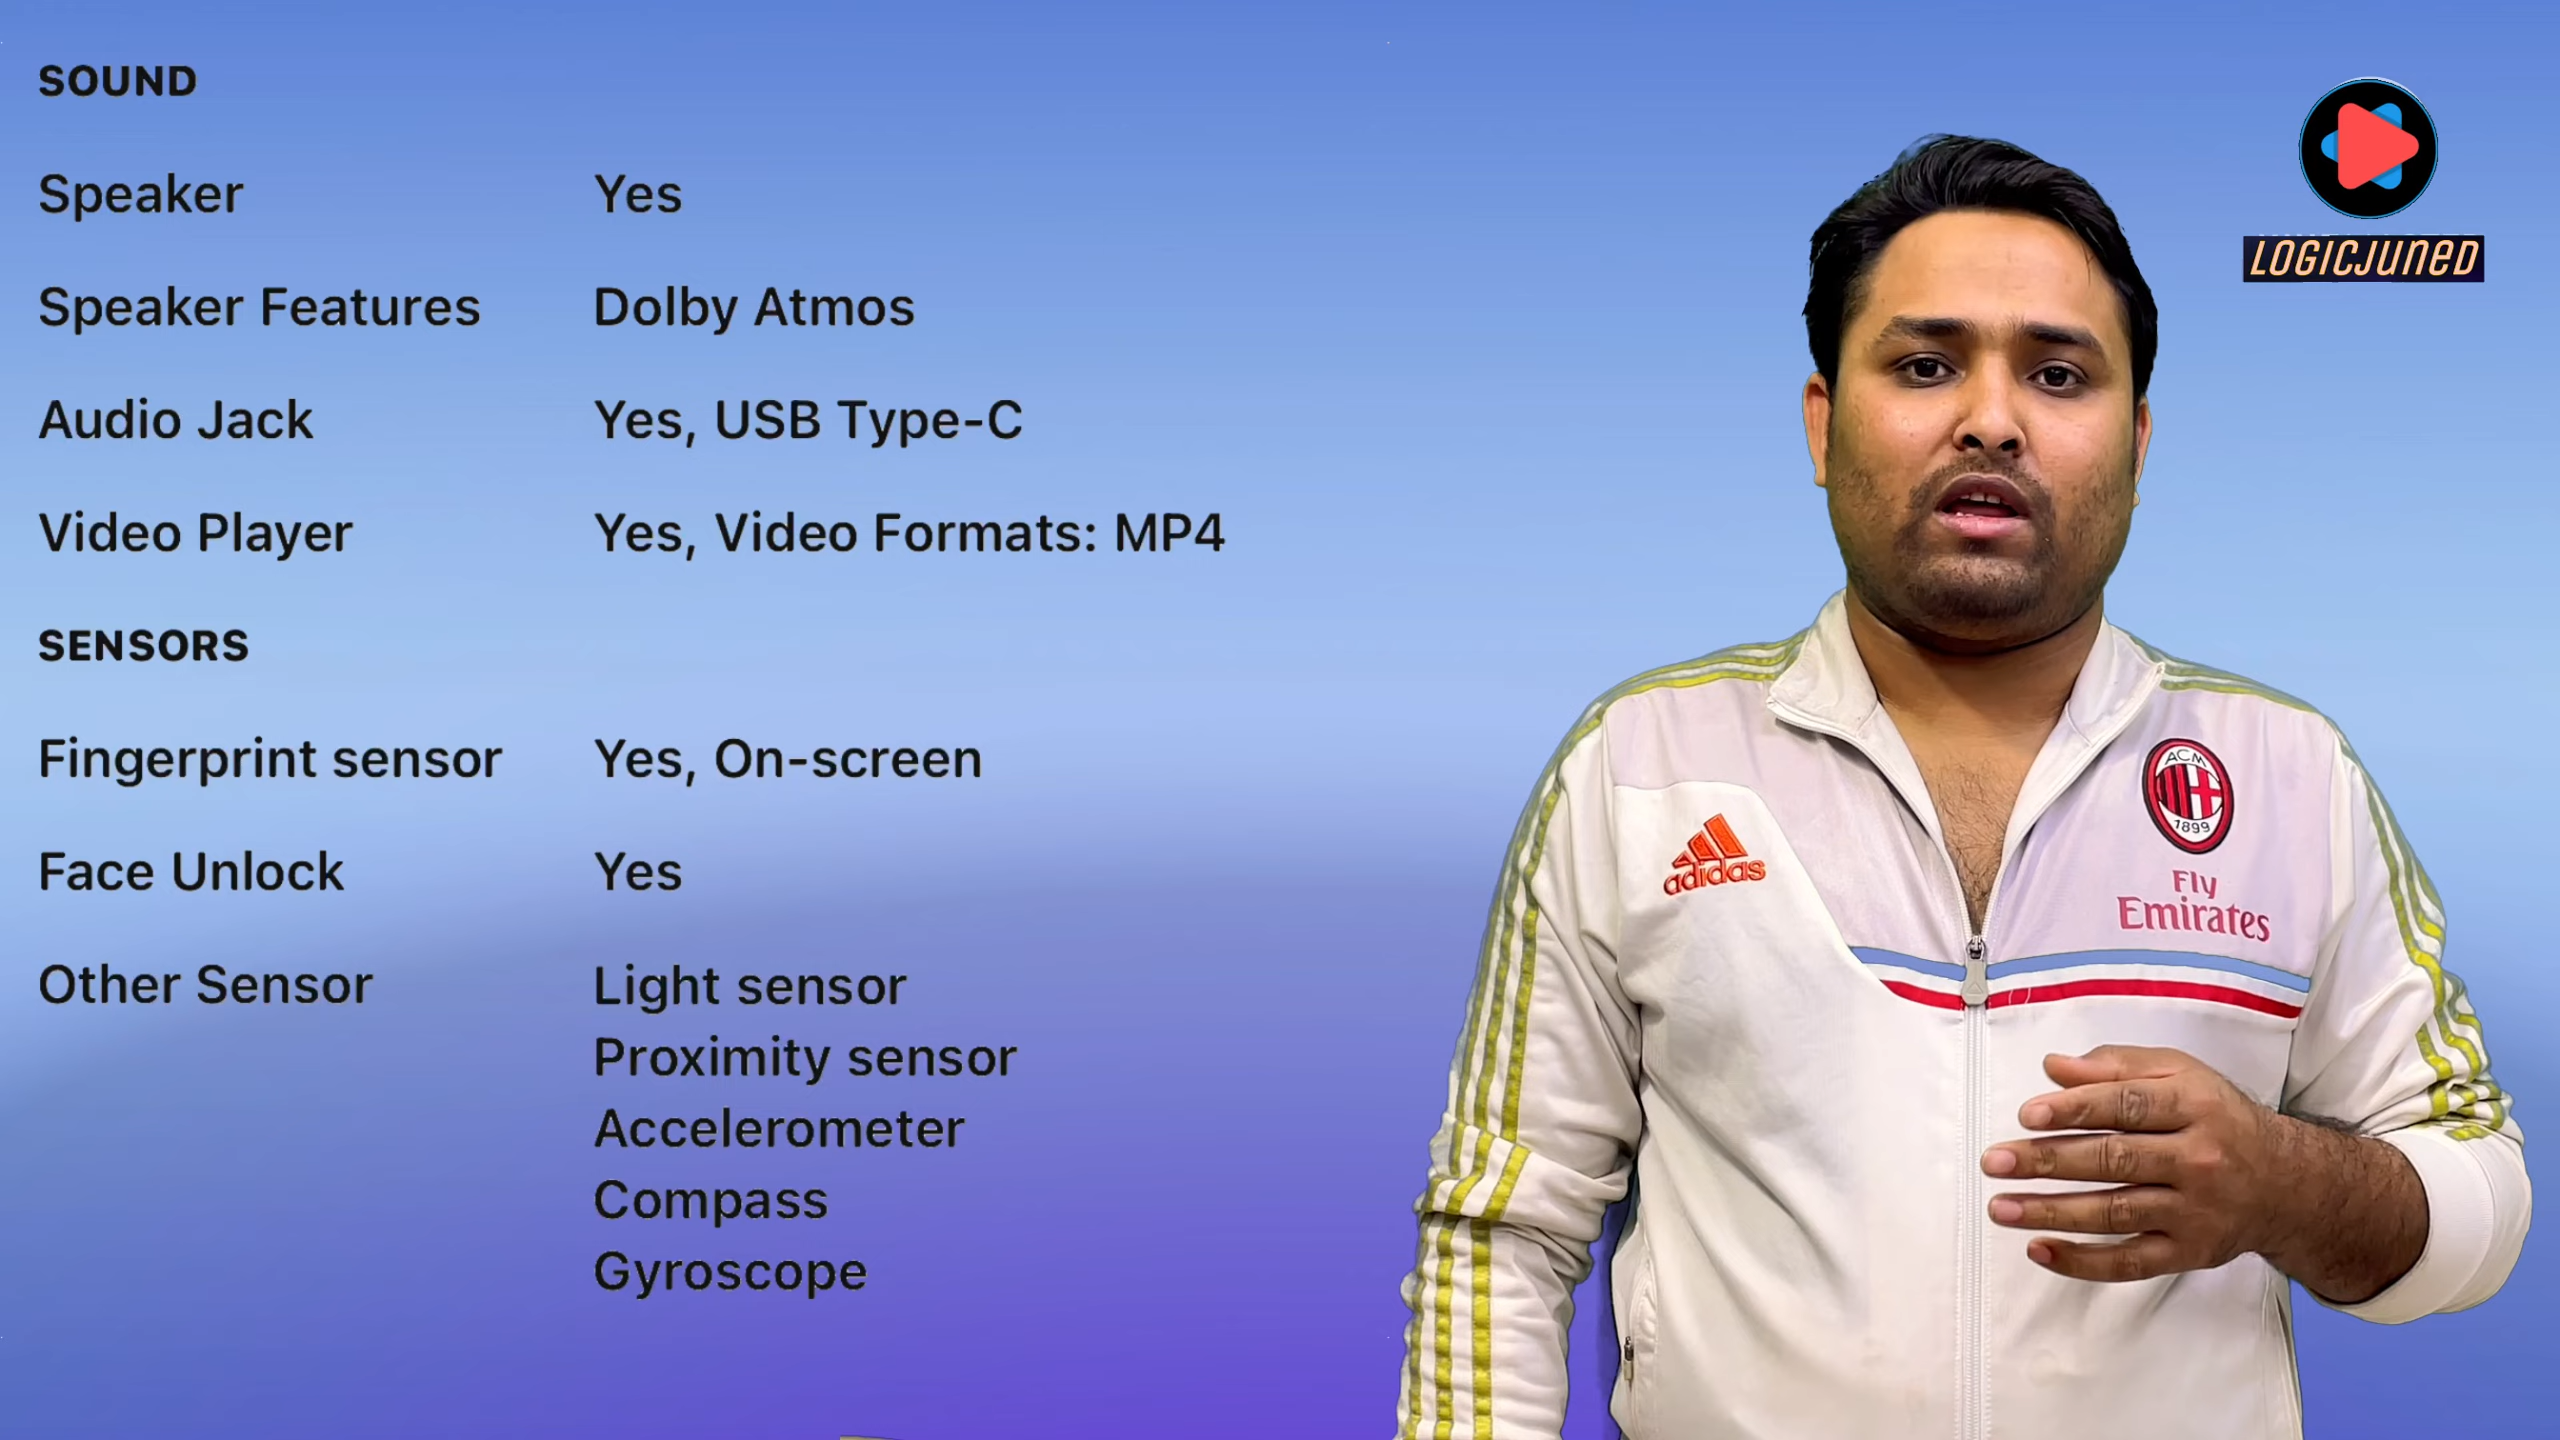 SOUND
Speaker Yes
Speaker Features Dolby Atmos
Audio Jack Yes, USB Type-C
Video Player Yes, Video Formats: MP4
SENSORS
Fingerprint sensor Yes, On-screen
Face Unlock Yes
Other Sensor Light sensor
Proximity sensor
Accelerometer
Compass
Gyroscope
LOGICJUNED
adidas
ACM
1899
Fly
Emirates